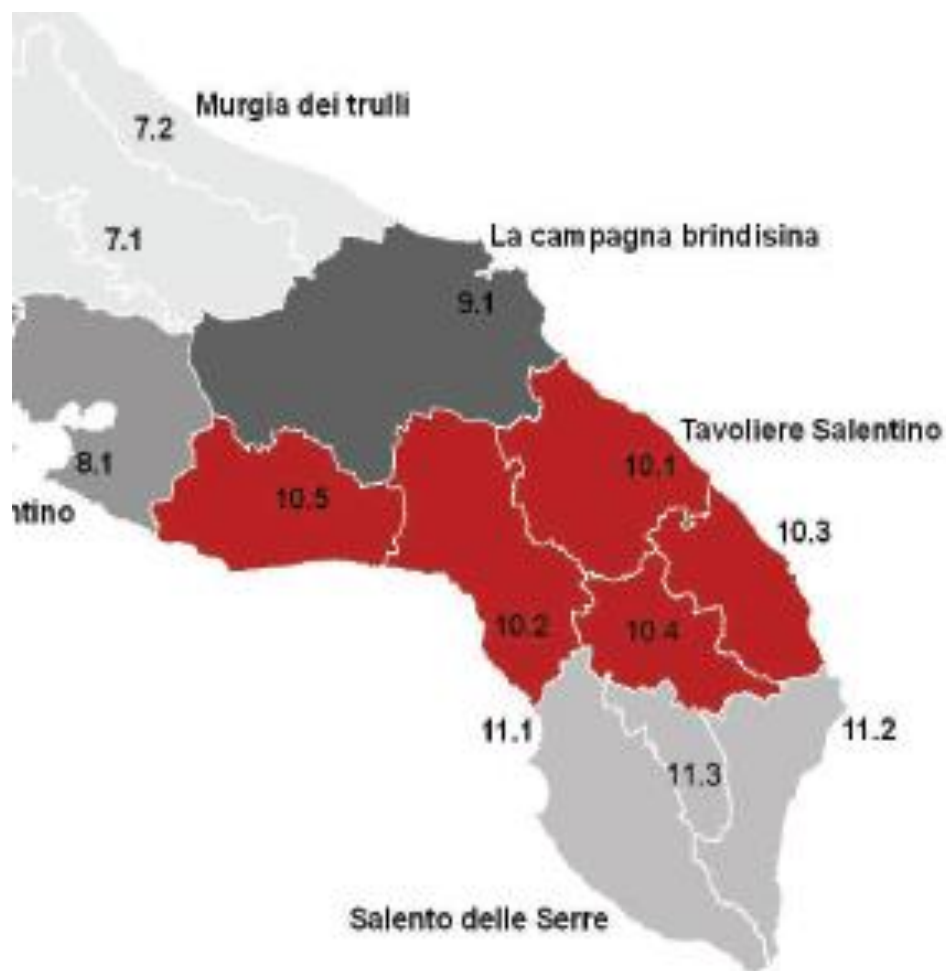 Murgia dei trulli
7.2
7.1
La campagna brindisina
9.1
Tavoliere Salentino
10.1
8.1
10.5
ntino
10.3
10.2
10.4
11.1
11.2
11.3
Salento delle Serre